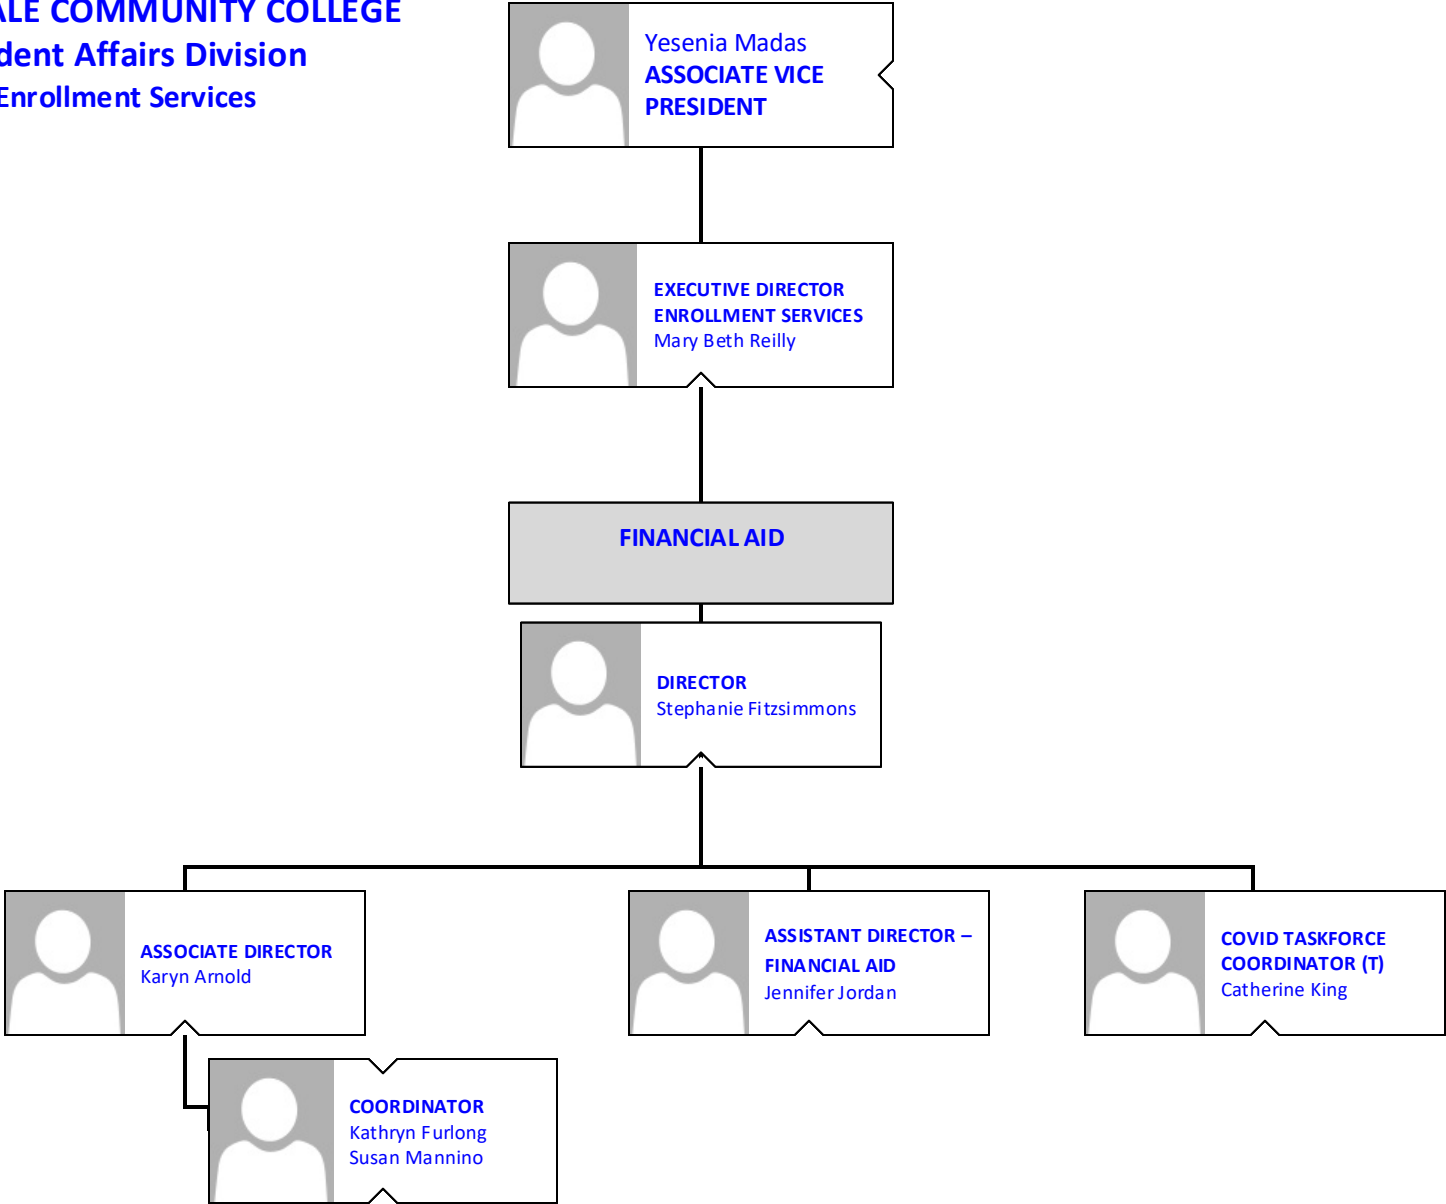 COMMUNITY COLLEGE
Affairs Division
Enrollment Services
Yesenia Madas
ASSOCIATE VICE
PRESIDENT
EXECUTIVE DIRECTOR
ENROLLMENT SERVICES
Mary Beth Reilly
FINANCIAL AID
DIRECTOR
Stephanie Fitzsimmons
ASSOCIATE DIRECTOR
Karyn Arnold
ASSISTANT DIRECTOR –
FINANCIAL AID
Jennifer Jordan
COVID TASKFORCE
COORDINATOR (T)
Catherine King
COORDINATOR
Kathryn Furlong
Susan Mannino